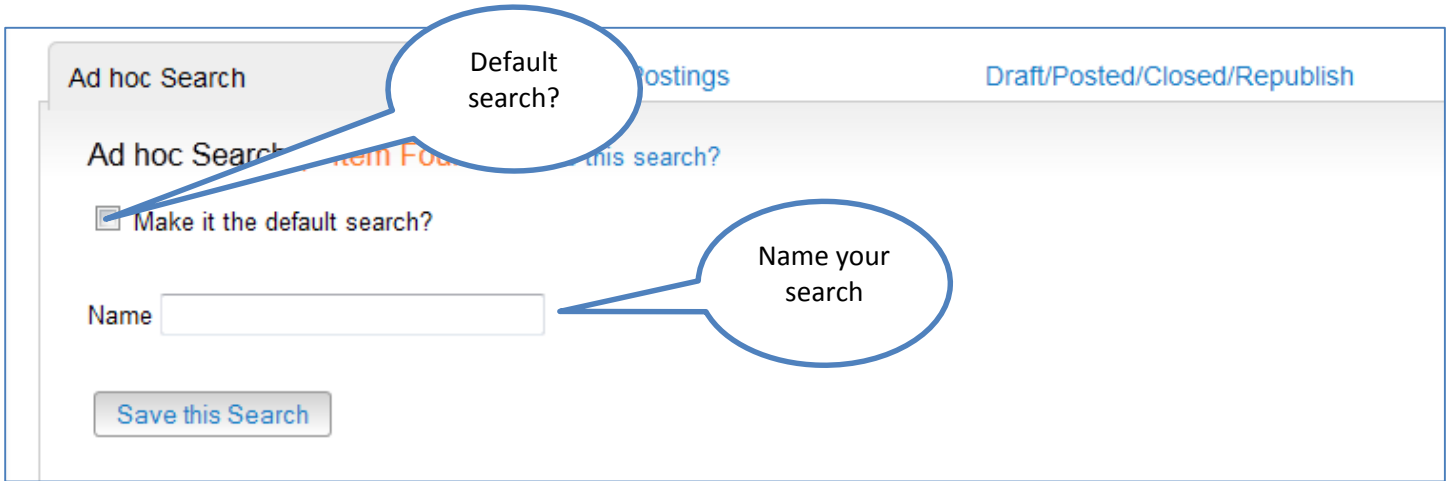 Default
search?
Ad hoc Search
Draft/Posted/Closed/Republish
Ad hoc Search
this search?
Make it the default search?
Name your
search
Name
Save this Search